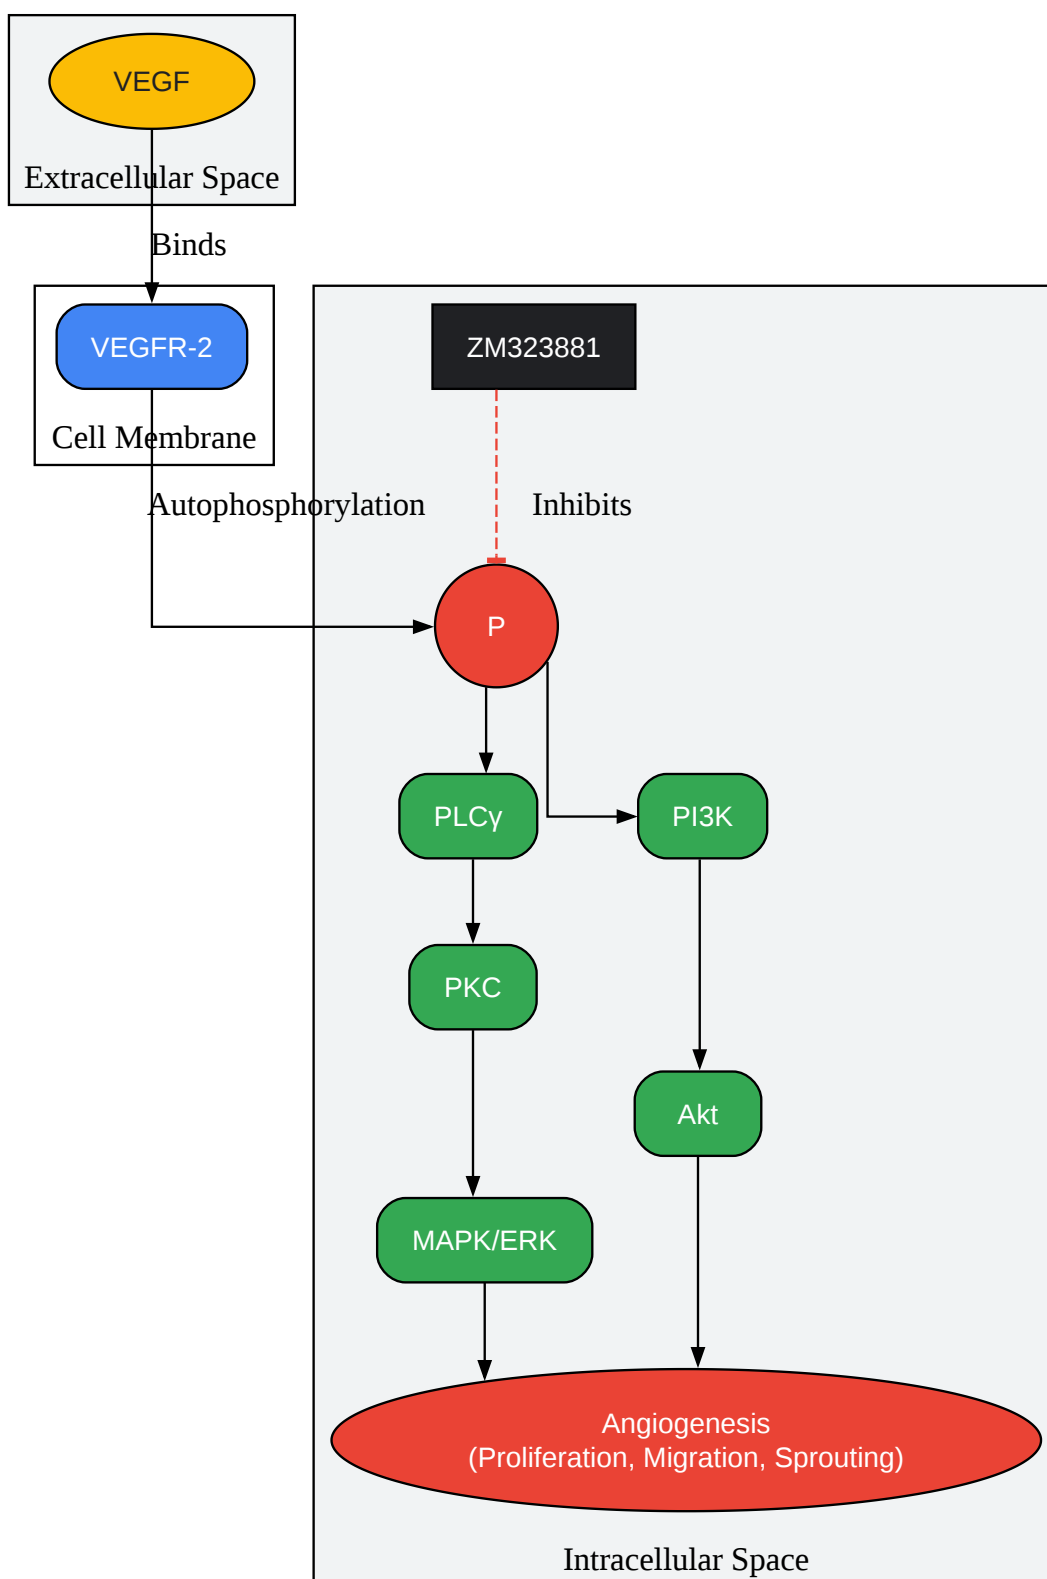 VEGF
Extracellular Space
Binds
VEGFR-2
ZM323881
Cell Membrane
Autophosphorylation
Inhibits
P
PLCγ
PI3K
PKC
Akt
MAPK/ERK
Angiogenesis
(Proliferation, Migration, Sprouting)
Intracellular Space